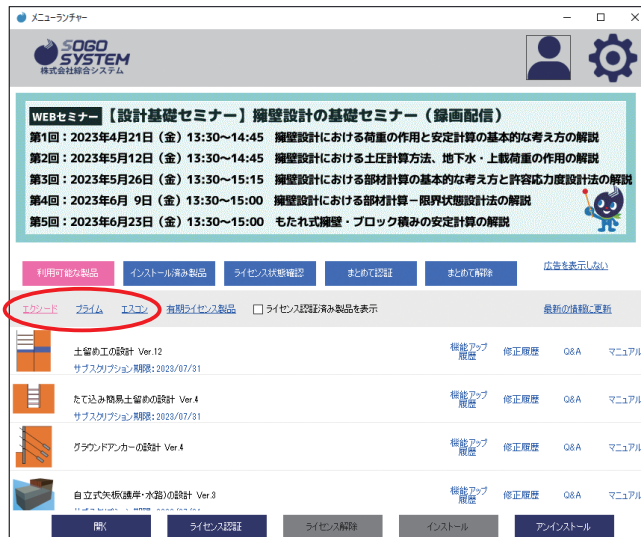 メニューランチャー
SOGO
SYSTEM
株式会社綜合システム
WEBセミナー 【設計基礎セミナー】擁壁設計の基礎セミナー（録画配信）
第1回：2023年4月21日（金）13:30～14:45 擁壁設計における荷重の作用と安定計算の基本的な考え方の解説
第2回：2023年5月12日（金）13:30～14:45 擁壁設計における土圧計算方法、地下水・上載荷重の作用の解説
第3回：2023年5月26日（金）13:30～15:15 擁壁設計における部材計算の基本的な考え方と許容応力度設計法の解説
第4回：2023年6月 9日（金）13:30～15:00 擁壁設計における部材計算－限界状態設計法の解説
第5回：2023年6月23日（金）13:30～15:00 もたれ式擁壁・ブロック積みの安定計算の解説
利用可能な製品 インストール済み製品 ライセンス状態確認 まとめて認証 まとめて解除 広告を表示しない
エクシード プライム エスコン 有期ライセンス製品 ライセンス認証済み製品を表示 最新の情報に更新
土留め工の設計 Ver.12 機能アップ履歴 修正履歴 Q&A マニュアル
サブスクリプション期限：2023/07/31
たて込み簡易土留めの設計 Ver.4 機能アップ履歴 修正履歴 Q&A マニュアル
サブスクリプション期限：2023/07/31
グラウンドアンカーの設計 Ver.4 機能アップ履歴 修正履歴 Q&A マニュアル
自立式矢板(護岸・水路)の設計 Ver.3 機能アップ履歴 修正履歴 Q&A マニュアル
開く ライセンス認証 ライセンス解除 インストール アンインストール